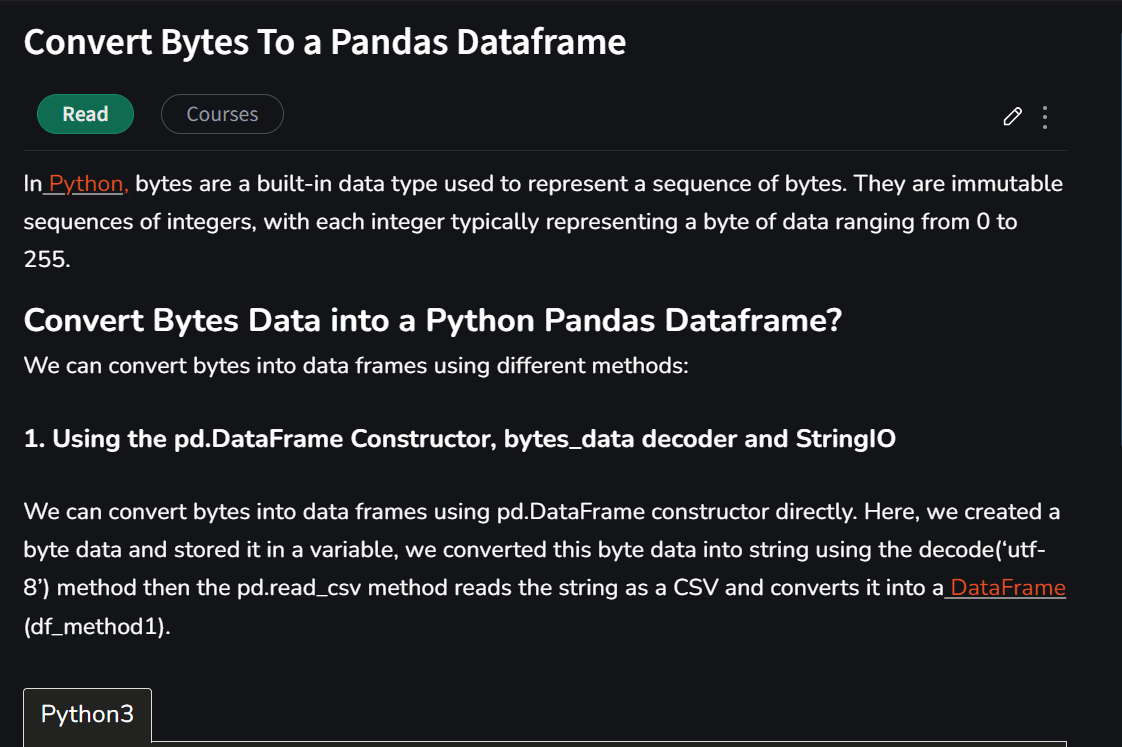 Convert Bytes To a Pandas Dataframe
Read
Courses
In Python, bytes are a built-in data type used to represent a sequence of bytes. They are immutable
sequences of integers, with each integer typically representing a byte of data ranging from 0 to
255.
Convert Bytes Data into a Python Pandas Dataframe?
We can convert bytes into data frames using different methods:
1. Using the pd.DataFrame Constructor, bytes_data decoder and StringIO
We can convert bytes into data frames using pd.DataFrame constructor directly. Here, we created a
byte data and stored it in a variable, we converted this byte data into string using the decode(‘utf-
8’) method then the pd.read_csv method reads the string as a CSV and converts it into a DataFrame
(df_method1).
Python3